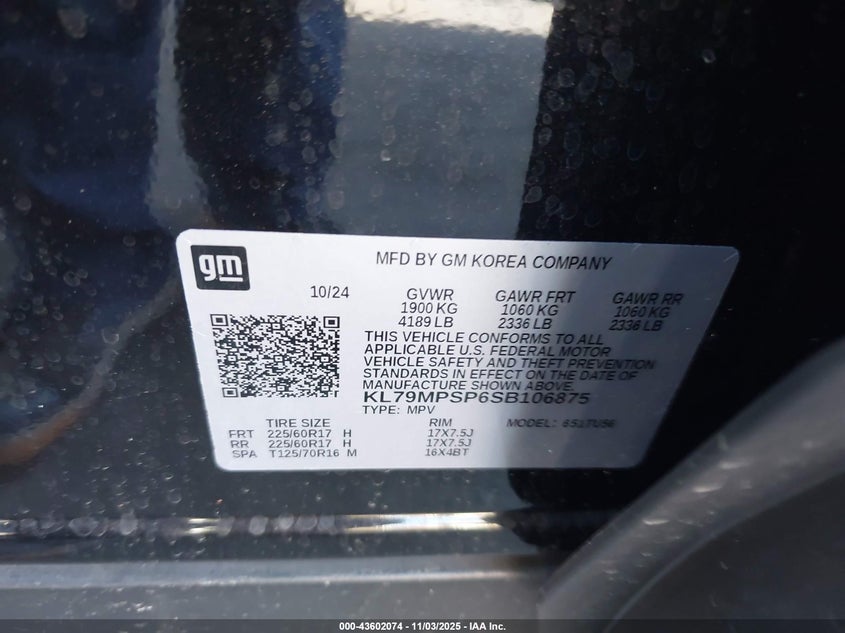 gm
MFD BY GM KOREA COMPANY
10/24
GVWR GAWR FRT GAWR RR
1900 KG 1060 KG 1060 KG
4189 LB 2336 LB 2336 LB
THIS VEHICLE CONFORMS TO ALL
APPLICABLE U.S. FEDERAL MOTOR
VEHICLE SAFETY AND THEFT PREVENTION
STANDARDS IN EFFECT ON THE DATE OF
MANUFACTURE SHOWN ABOVE.
KL79MPSP6SB106875
TYPE: MPV
TIRE SIZE RIM MODEL:
FRT 225/60R17 H 17X7.5J
RR 225/60R17 H 17X7.5J
SPA T125/70R16 M 16X4BT
000-43602074 - 11/03/2025 - IAA Inc.